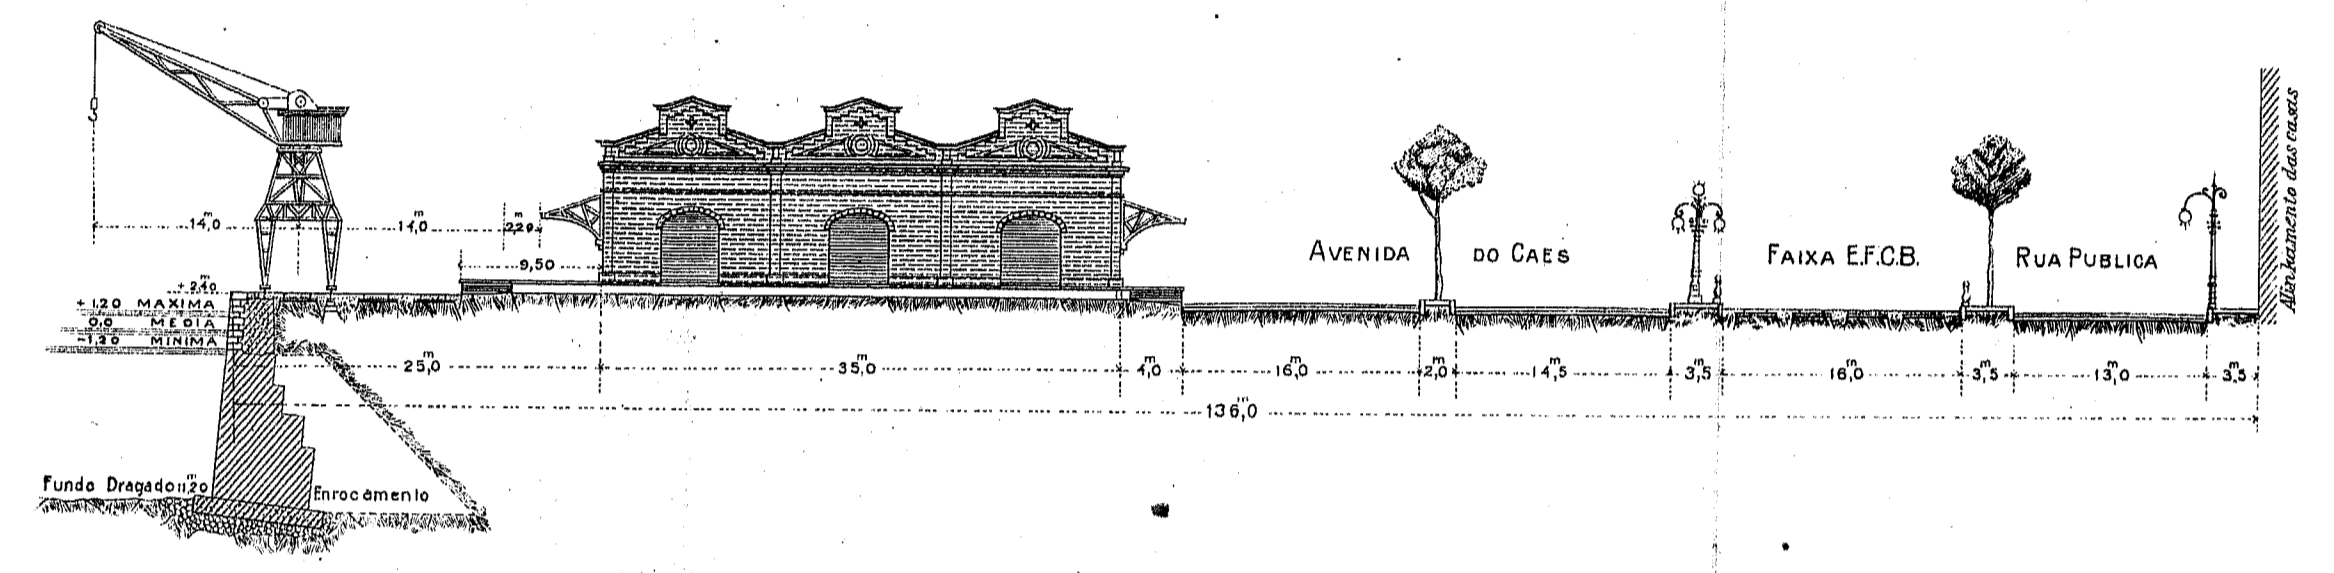 14,0 m
14,0 m
2,20 m
9,50
+2,40 m
+1.20 MAXIMA
0,0 MEDIA
-1,20 MINIMA
AVENIDA DO CAES
FAIXA E.F.C.B.
RUA PUBLICA
Alinhamento das casas
25,0 m
35,0 m
4,0 m
16,0 m
2,0 m
14,5 m
3,5 m
16,0 m
3,5 m
13,0 m
3,5 m
136,0 m
Fundo Dragado 11,20 m
Enrocamento